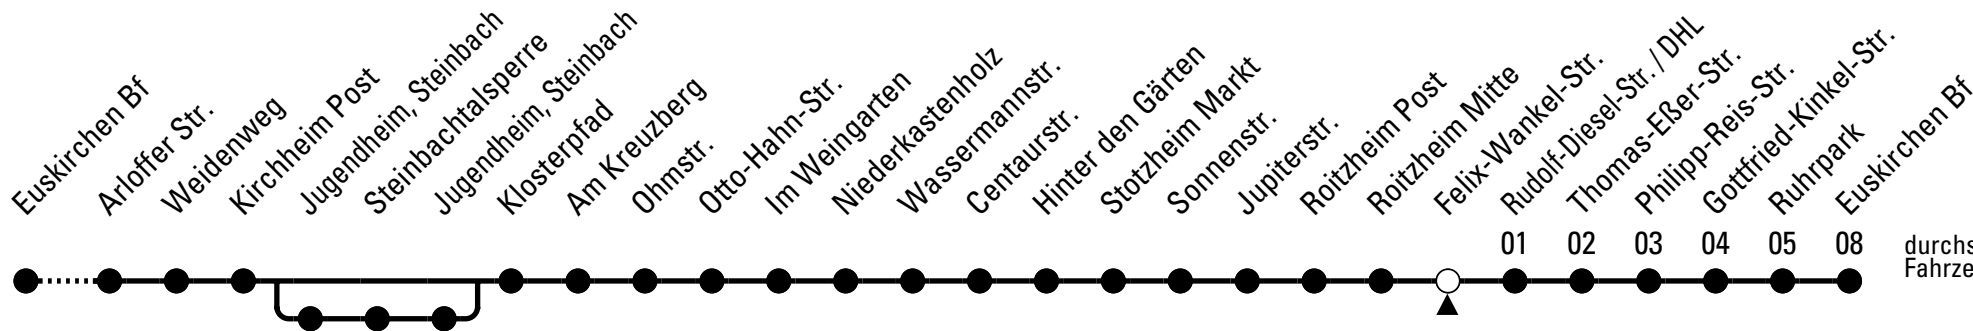 Euskirchen Bf
Arloffer Str.
Weidenweg
Kirchheim Post
Jugendheim, Steinbach
Steinbachtalsperre
Jugendheim, Steinbach
Klosterpfad
Am Kreuzberg
Ohmstr.
Otto-Hahn-Str.
Im Weingarten
Niederkastenholz
Wassermannstr.
Centaurstr.
Hinter den Gärten
Stotzheim Markt
Sonnenstr.
Jupiterstr.
Roitzheim Post
Roitzheim Mitte
Felix-Wankel-Str.
Rudolf-Diesel-Str. / DHL
Thomas-Eßer-Str.
Philipp-Reis-Str.
Gottfried-Kinkel-Str.
Ruhrpark
Euskirchen Bf
01 02 03 04 05 08
durchs
Fahrze